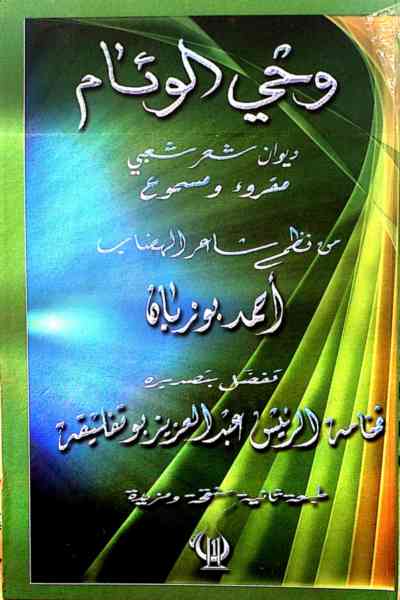 وحي الوئام
ديوان شعر شعبي
مقروء ومسموع
من نظم شاعر الهضاب
أحمد بوزيان
تفضل بتصديره
فخامة الرئيس عبد العزيز بوتفليقة
طبعة ثانية منقحة ومزيدة